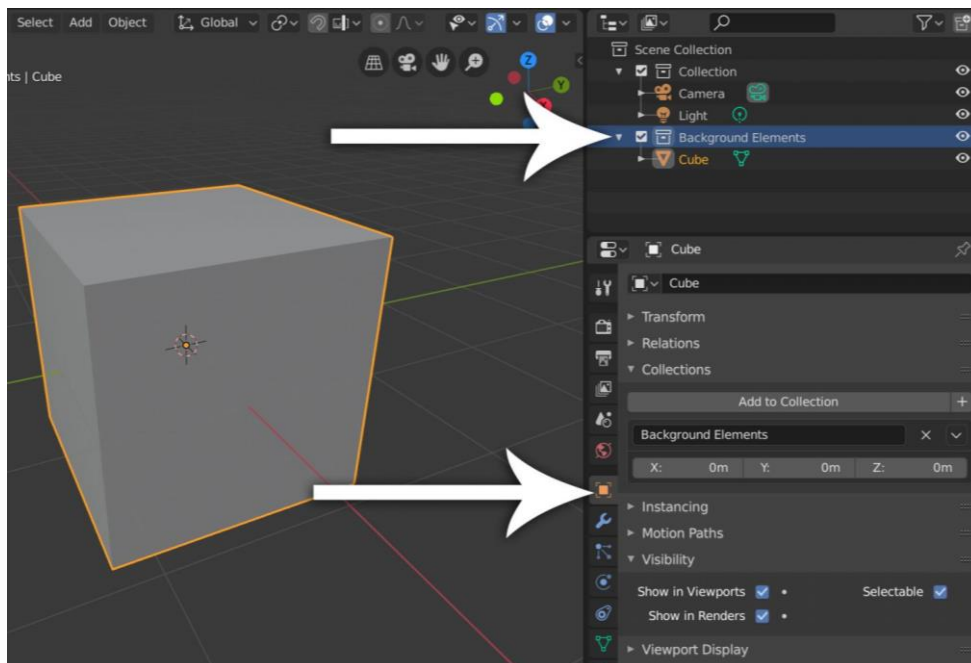 Select Add Object Global
nts | Cube
Z
Y
X
Scene Collection
Collection
Camera
Light
Background Elements
Cube
Cube
Cube
Transform
Relations
Collections
Add to Collection +
Background Elements
X: 0m Y: 0m Z: 0m
Instancing
Motion Paths
Visibility
Show in Viewports Selectable
Show in Renders
Viewport Display